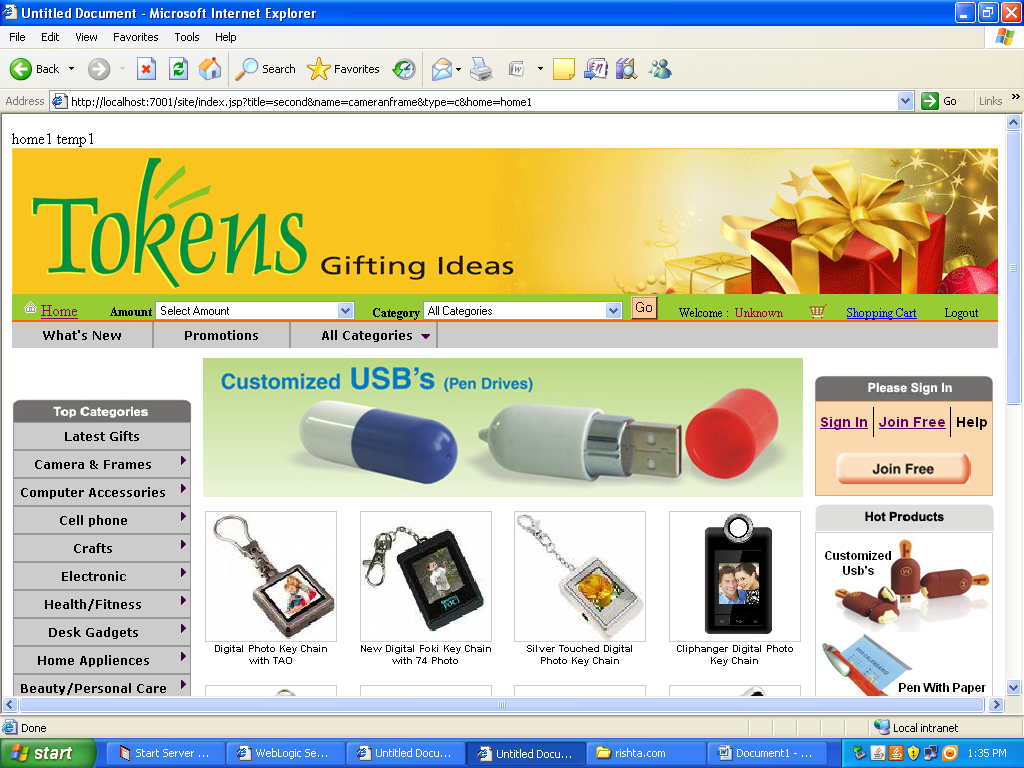 Untitled Document - Microsoft Internet Explorer
File Edit View Favorites Tools Help
Back Search Favorites
Address http://localhost:7001/site/index.jsp?title=second&name=cameranframe&type=c&home=home1 Go Links »
home1 temp1
Tokens
Gifting Ideas
Home Amount Select Amount Category All Categories Go Welcome : Unknown Shopping Cart Logout
What's New Promotions All Categories
Customized USB's (Pen Drives)
Top Categories
Latest Gifts
Camera & Frames
Computer Accessories
Cell phone
Crafts
Electronic
Health/Fitness
Desk Gadgets
Home Appliences
Beauty/Personal Care
Digital Photo Key Chain
with TAO
New Digital Foki Key Chain
with 74 Photo
Silver Touched Digital
Photo Key Chain
Cliphanger Digital Photo
Key Chain
Please Sign In
Sign In Join Free Help
Join Free
Hot Products
Customized
Usb's
Pen With Paper
Done Local intranet
start Start Server ... WebLogic Se... Untitled Docu... Untitled Docu... rishta.com Document1 - ... 1:35 PM